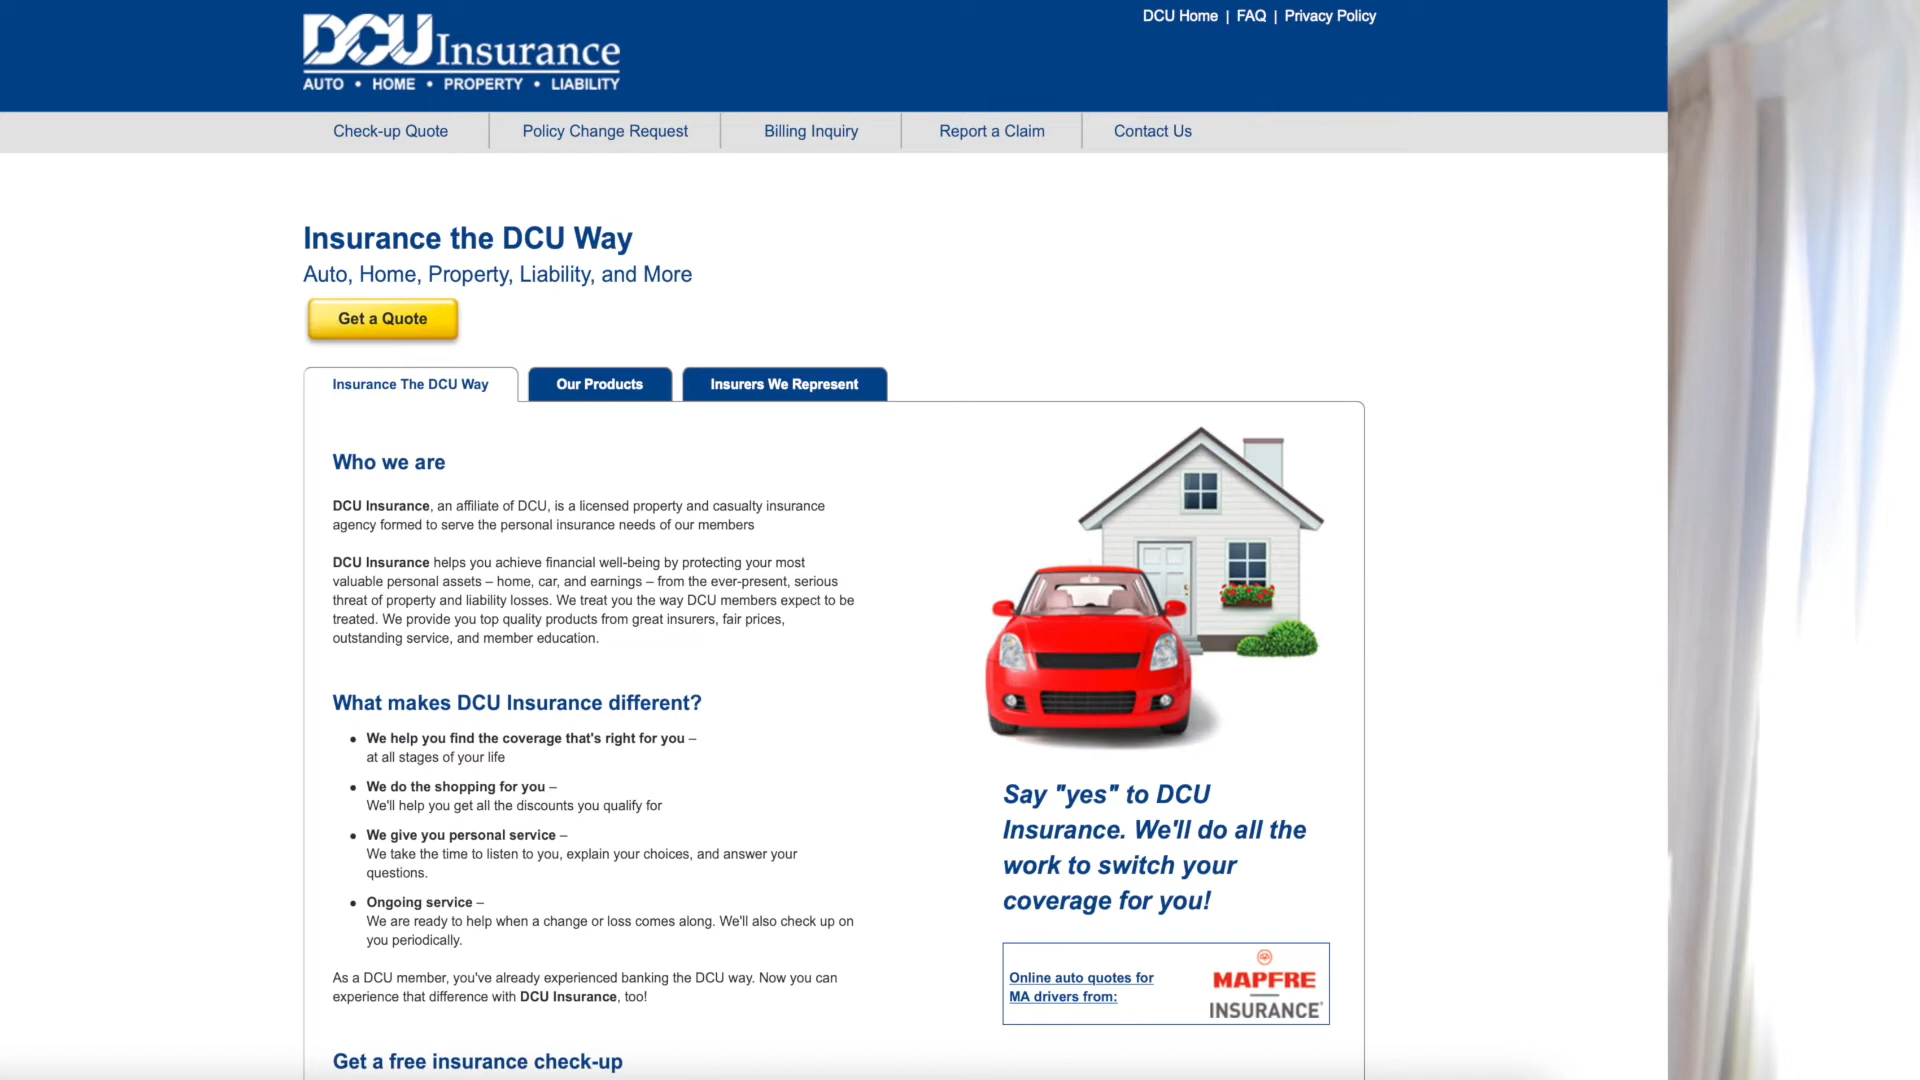 DCU Home | FAQ | Privacy Policy
DCU Insurance
AUTO • HOME • PROPERTY • LIABILITY
Check-up Quote
Policy Change Request
Billing Inquiry
Report a Claim
Contact Us
Insurance the DCU Way
Auto, Home, Property, Liability, and More
Get a Quote
Insurance The DCU Way
Our Products
Insurers We Represent
Who we are
DCU Insurance, an affiliate of DCU, is a licensed property and casualty insurance
agency formed to serve the personal insurance needs of our members
DCU Insurance helps you achieve financial well-being by protecting your most
valuable personal assets – home, car, and earnings – from the ever-present, serious
threat of property and liability losses. We treat you the way DCU members expect to be
treated. We provide you top quality products from great insurers, fair prices,
outstanding service, and member education.
What makes DCU Insurance different?
• We help you find the coverage that's right for you –
at all stages of your life
• We do the shopping for you –
We'll help you get all the discounts you qualify for
• We give you personal service –
We take the time to listen to you, explain your choices, and answer your
questions.
• Ongoing service –
We are ready to help when a change or loss comes along. We'll also check up on
you periodically.
As a DCU member, you've already experienced banking the DCU way. Now you can
experience that difference with DCU Insurance, too!
Get a free insurance check-up
Say "yes" to DCU
Insurance. We'll do all the
work to switch your
coverage for you!
Online auto quotes for
MA drivers from:
MAPFRE
INSURANCE